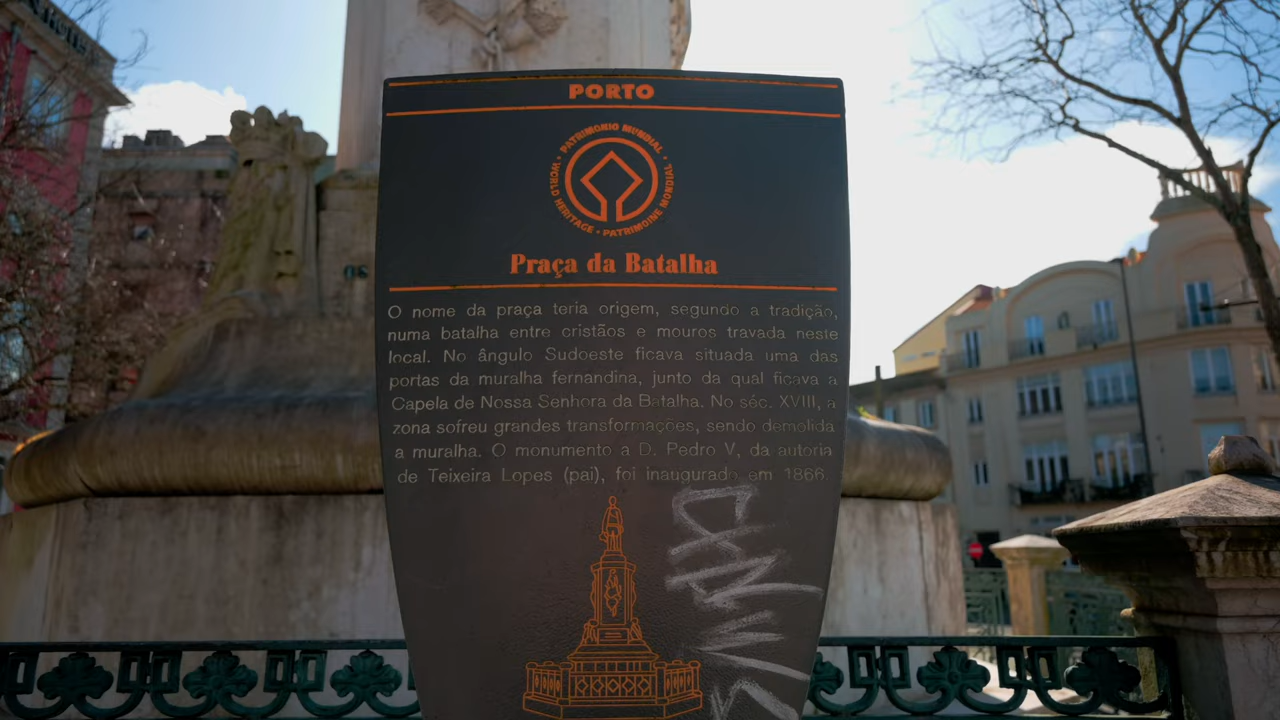 PORTO
PATRIMONIO MUNDIAL • WORLD HERITAGE • PATRIMOINE MONDIAL •
Praça da Batalha
O nome da praça teria origem, segundo a tradição,
numa batalha entre cristãos e mouros travada neste
local. No ângulo Sudoeste ficava situada uma das
portas da muralha fernandina, junto da qual ficava a
Capela de Nossa Senhora da Batalha. No séc. XVIII, a
zona sofreu grandes transformações, sendo demolida
a muralha. O monumento a D. Pedro V, da autoria
de Teixeira Lopes (pai), foi inaugurado em 1866.